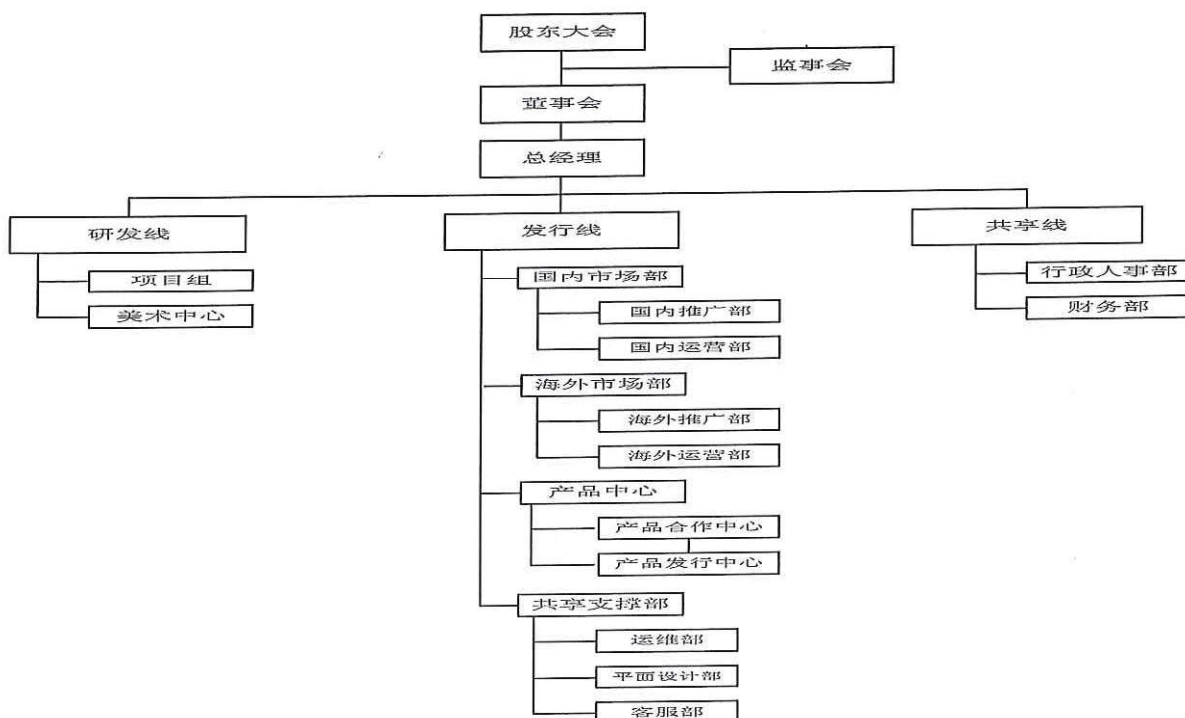 股东大会
监事会
董事会
总经理
研发线
项目组
美术中心
发行线
国内市场部
国内推广部
国内运营部
海外市场部
海外推广部
海外运营部
产品中心
产品合作中心
产品发行中心
共享支撑部
运维部
平面设计部
客服部
共享线
行政人事部
财务部